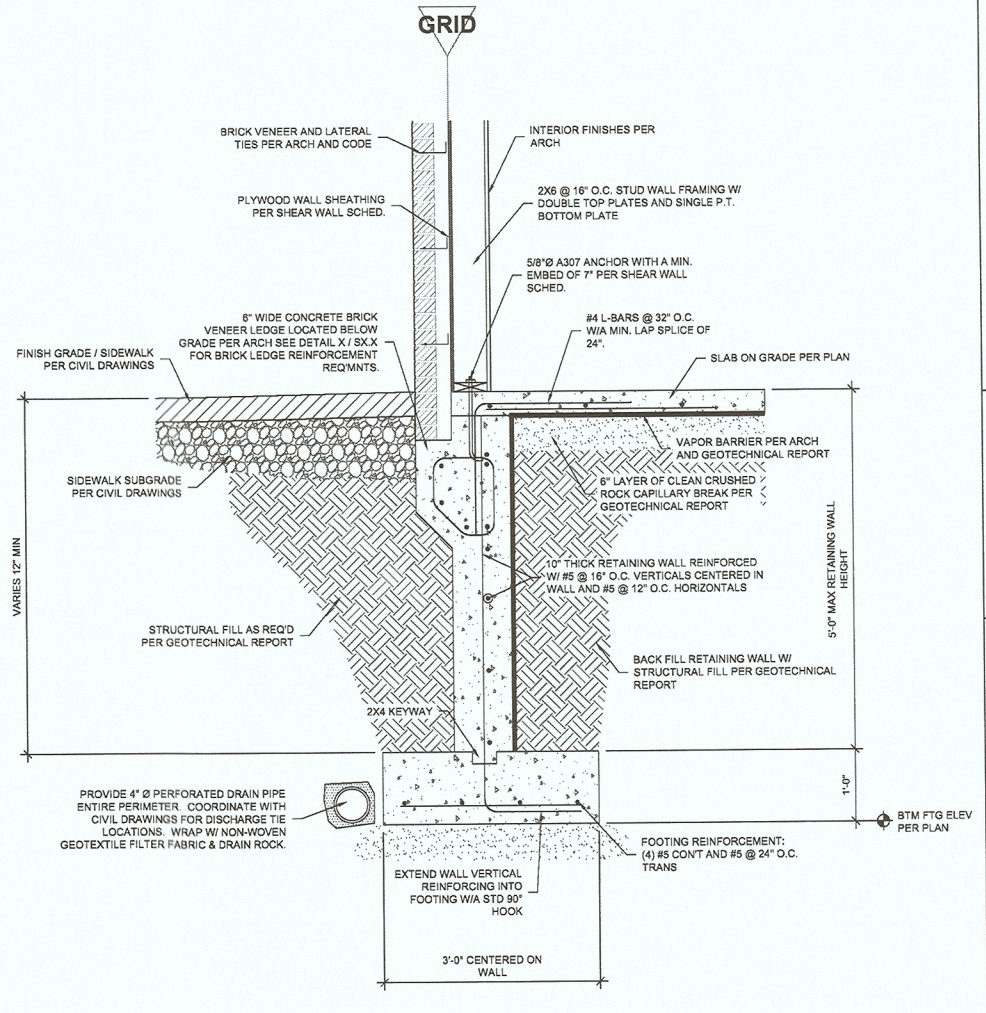 GRID
BRICK VENEER AND LATERAL
TIES PER ARCH AND CODE
INTERIOR FINISHES PER
ARCH
PLYWOOD WALL SHEATHING
PER SHEAR WALL SCHED.
2X6 @ 16" O.C. STUD WALL FRAMING W/
DOUBLE TOP PLATES AND SINGLE P.T.
BOTTOM PLATE
5/8"Ø A307 ANCHOR WITH A MIN.
EMBED OF 7" PER SHEAR WALL
SCHED.
6" WIDE CONCRETE BRICK
VENEER LEDGE LOCATED BELOW
GRADE PER ARCH SEE DETAIL X / SX.X
FOR BRICK LEDGE REINFORCEMENT
REQ'MNTS.
#4 L-BARS @ 32" O.C.
W/A MIN. LAP SPLICE OF
24".
FINISH GRADE / SIDEWALK
PER CIVIL DRAWINGS
SLAB ON GRADE PER PLAN
VAPOR BARRIER PER ARCH
AND GEOTECHNICAL REPORT
SIDEWALK SUBGRADE
PER CIVIL DRAWINGS
6" LAYER OF CLEAN CRUSHED
ROCK CAPILLARY BREAK PER
GEOTECHNICAL REPORT
VARIES 12" MIN
10" THICK RETAINING WALL REINFORCED
W/ #5 @ 16" O.C. VERTICALS CENTERED IN
WALL AND #5 @ 12" O.C. HORIZONTALS
5'-0" MAX RETAINING WALL
HEIGHT
STRUCTURAL FILL AS REQ'D
PER GEOTECHNICAL REPORT
BACK FILL RETAINING WALL W/
STRUCTURAL FILL PER GEOTECHNICAL
REPORT
2X4 KEYWAY
PROVIDE 4" Ø PERFORATED DRAIN PIPE
ENTIRE PERIMETER. COORDINATE WITH
CIVIL DRAWINGS FOR DISCHARGE TIE
LOCATIONS. WRAP W/ NON-WOVEN
GEOTEXTILE FILTER FABRIC & DRAIN ROCK.
1'-0"
BTM FTG ELEV
PER PLAN
FOOTING REINFORCEMENT:
(4) #5 CON'T AND #5 @ 24" O.C.
TRANS
EXTEND WALL VERTICAL
REINFORCING INTO
FOOTING W/A STD 90°
HOOK
3'-0" CENTERED ON
WALL